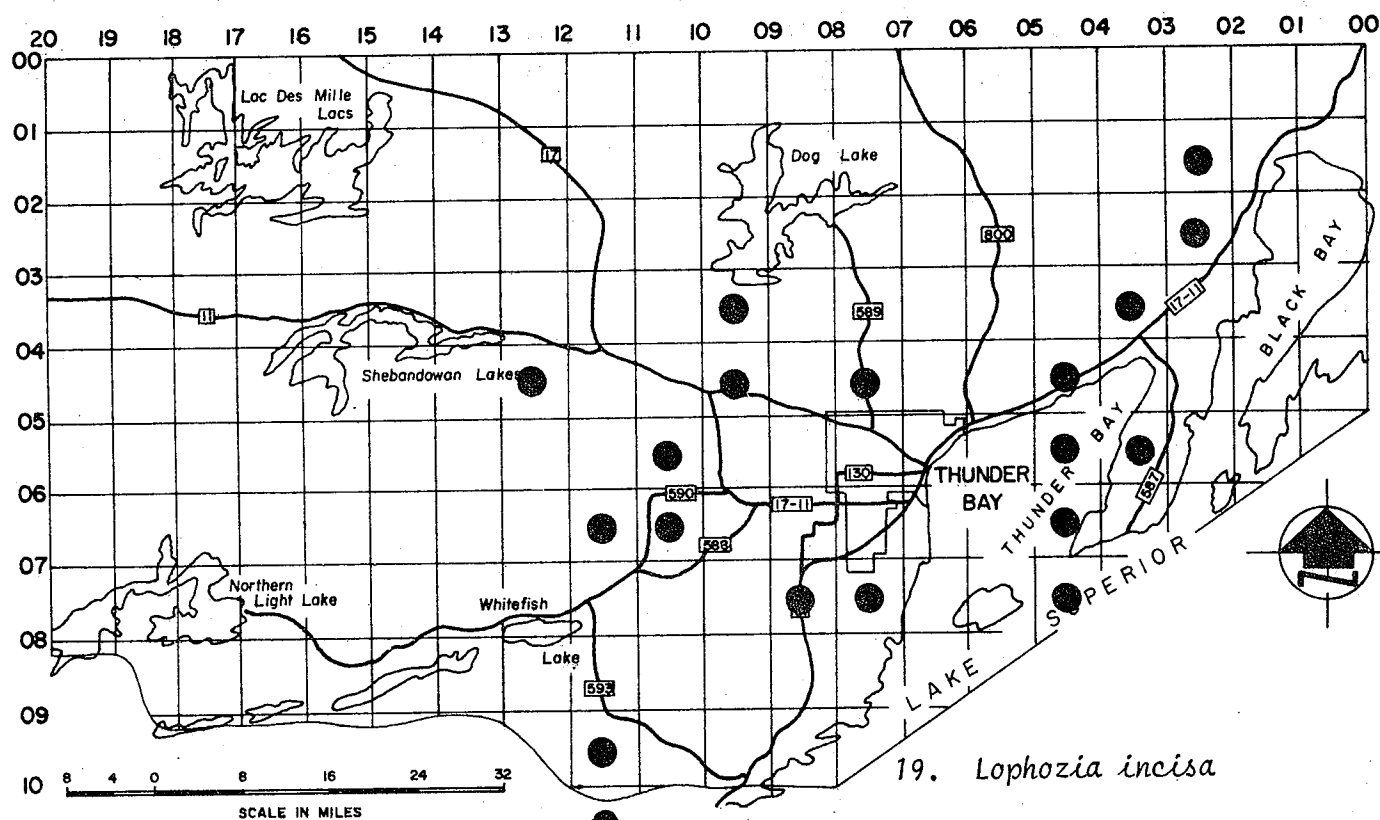 20 19 18 17 16 15 14 13 12 11 10 09 08 07 06 05 04 03 02 01 00
00
01
02
03
04
05
06
07
08
09
10
Lac Des Mille
Lacs
17
Dog Lake
800
589
17-11
BLACK BAY
11
Shebandowan Lakes
THUNDER BAY
130
THUNDER
BAY
590
17-11
587
588
Northern
Light Lake
Whitefish
Lake
593
LAKE SUPERIOR
N
19. Lophozia incisa
8 4 0 8 16 24 32
SCALE IN MILES